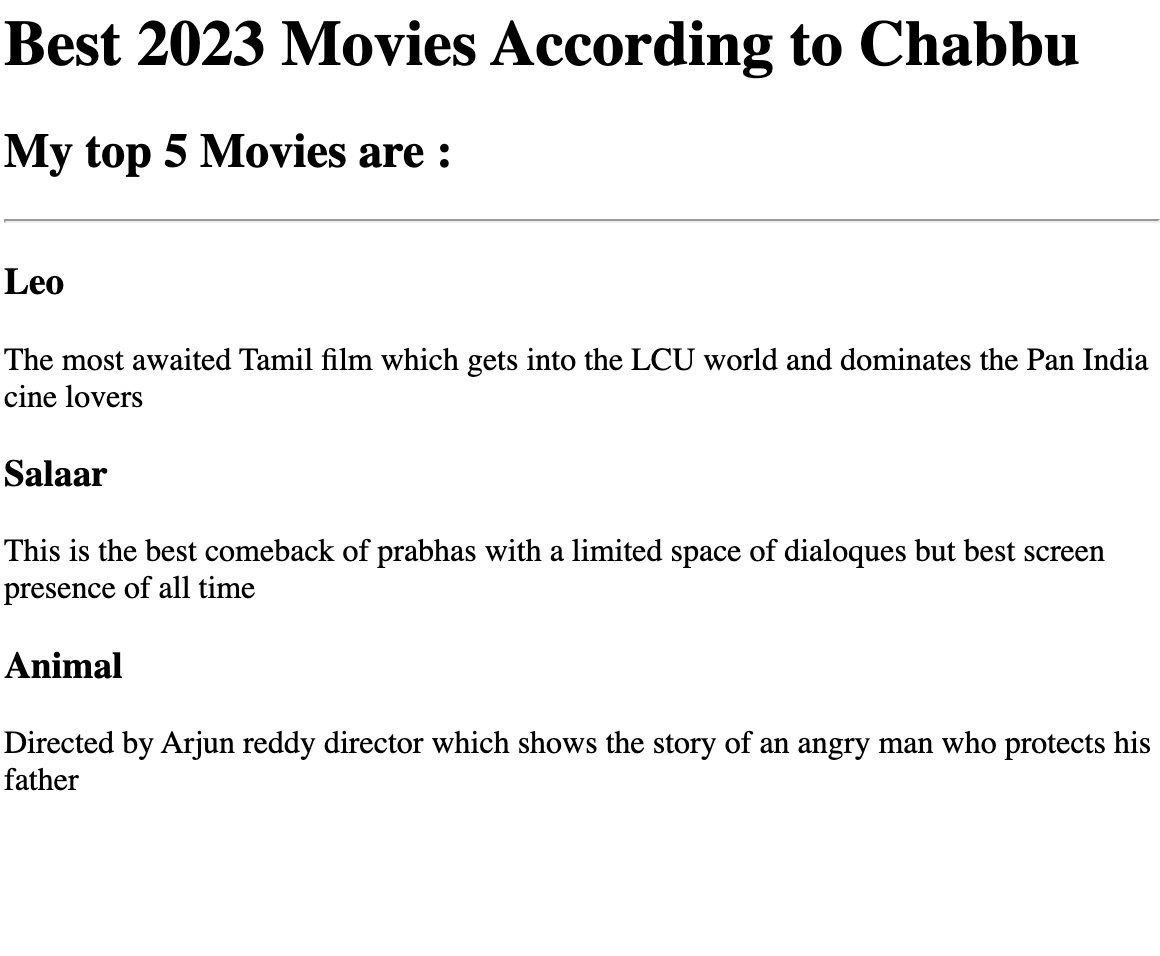 Best 2023 Movies According to Chabbu
My top 5 Movies are :
Leo
The most awaited Tamil film which gets into the LCU world and dominates the Pan India
cine lovers
Salaar
This is the best comeback of prabhas with a limited space of dialoques but best screen
presence of all time
Animal
Directed by Arjun reddy director which shows the story of an angry man who protects his
father